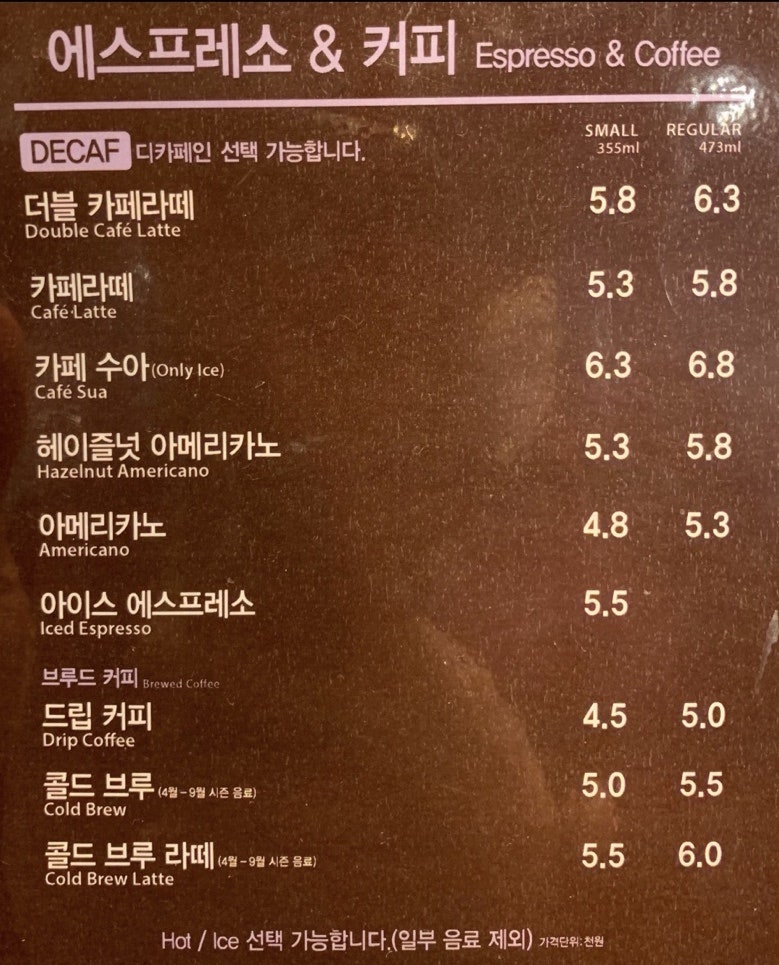 에스프레소 & 커피 Espresso & Coffee
SMALL REGULAR
355ml 473ml
DECAF 디카페인 선택 가능합니다.
더블 카페라떼 5.8 6.3
Double Café Latte
카페라떼 5.3 5.8
Café Latte
카페 수아 (Only Ice) 6.3 6.8
Café Sua
헤이즐넛 아메리카노 5.3 5.8
Hazelnut Americano
아메리카노 4.8 5.3
Americano
아이스 에스프레소 5.5
Iced Espresso
브루드 커피 Brewed Coffee
드립 커피 4.5 5.0
Drip Coffee
콜드 브루 (4월-9월 시즌 음료) 5.0 5.5
Cold Brew
콜드 브루 라떼 (4월-9월 시즌 음료) 5.5 6.0
Cold Brew Latte
Hot / Ice 선택 가능합니다.(일부 음료 제외) 가격단위:천원